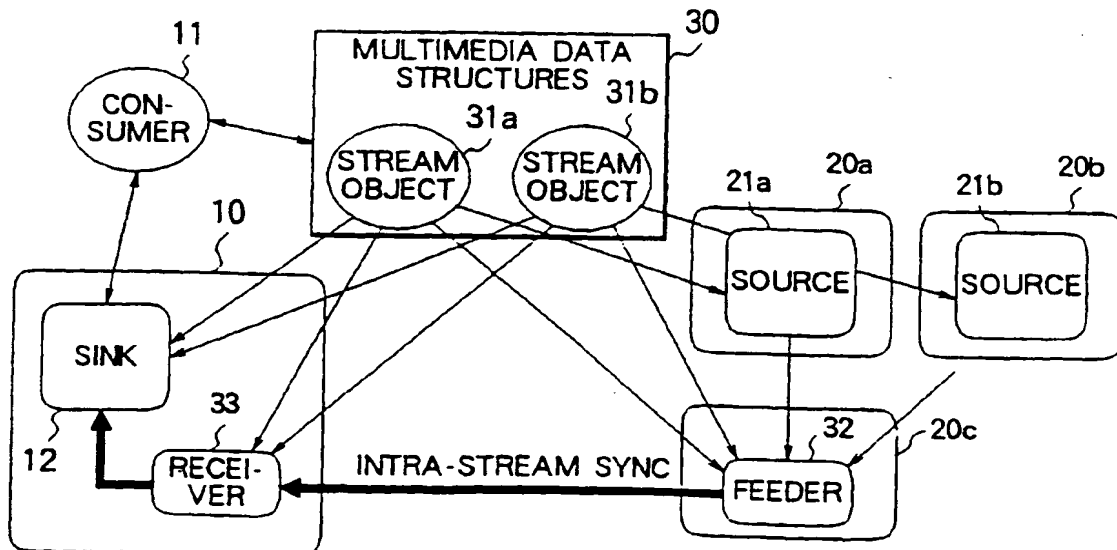 30
11
MULTIMEDIA DATA
STRUCTURES
CON-
SUMER
31a
31b
STREAM
OBJECT
STREAM
OBJECT
20a
20b
21a
21b
10
SOURCE
SOURCE
SINK
12
33
32
20c
RECEI-
VER
INTRA-STREAM SYNC
FEEDER